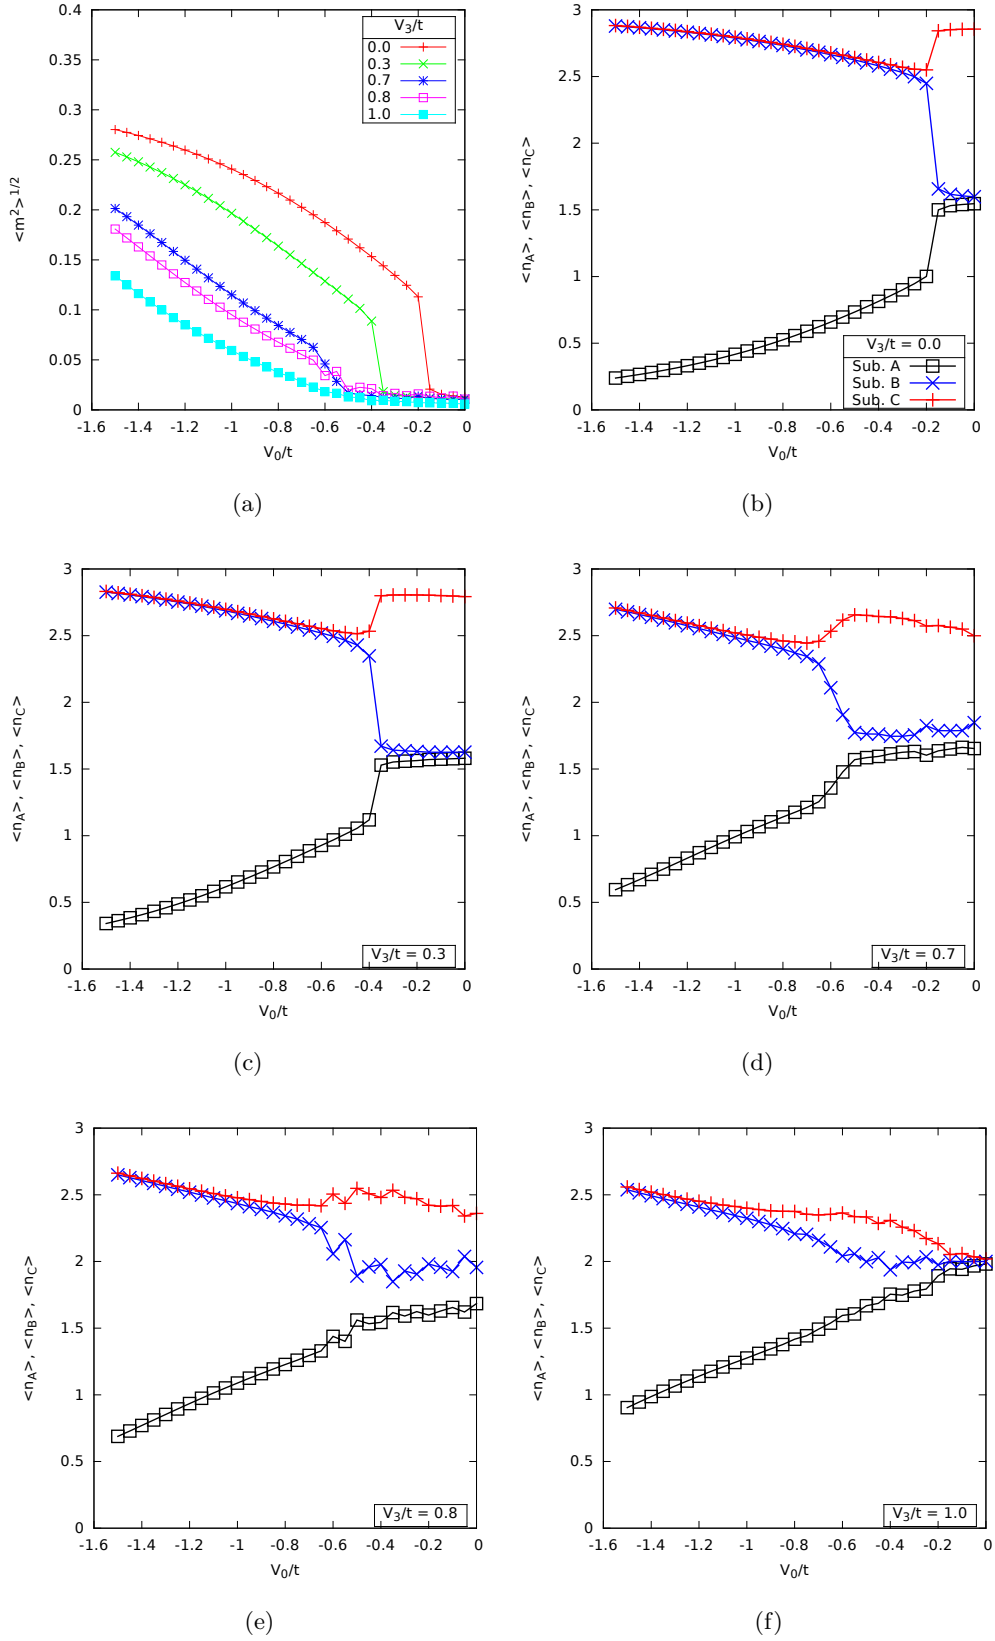 V3/t
0.0
0.3
0.7
0.8
1.0
0.4
0.35
0.3
0.25
0.2
0.15
0.1
0.05
0
<m²>1/2
-1.6 -1.4 -1.2 -1 -0.8 -0.6 -0.4 -0.2 0
V0/t
(a)
3
2.5
2
1.5
1
0.5
0
<nA>, <nB>, <nC>
V3/t = 0.0
Sub. A
Sub. B
Sub. C
-1.6 -1.4 -1.2 -1 -0.8 -0.6 -0.4 -0.2 0
V0/t
(b)
3
2.5
2
1.5
1
0.5
0
<nA>, <nB>, <nC>
V3/t = 0.3
-1.6 -1.4 -1.2 -1 -0.8 -0.6 -0.4 -0.2 0
V0/t
(c)
3
2.5
2
1.5
1
0.5
0
<nA>, <nB>, <nC>
V3/t = 0.7
-1.6 -1.4 -1.2 -1 -0.8 -0.6 -0.4 -0.2 0
V0/t
(d)
3
2.5
2
1.5
1
0.5
0
<nA>, <nB>, <nC>
V3/t = 0.8
-1.6 -1.4 -1.2 -1 -0.8 -0.6 -0.4 -0.2 0
V0/t
(e)
3
2.5
2
1.5
1
0.5
0
<nA>, <nB>, <nC>
V3/t = 1.0
-1.6 -1.4 -1.2 -1 -0.8 -0.6 -0.4 -0.2 0
V0/t
(f)